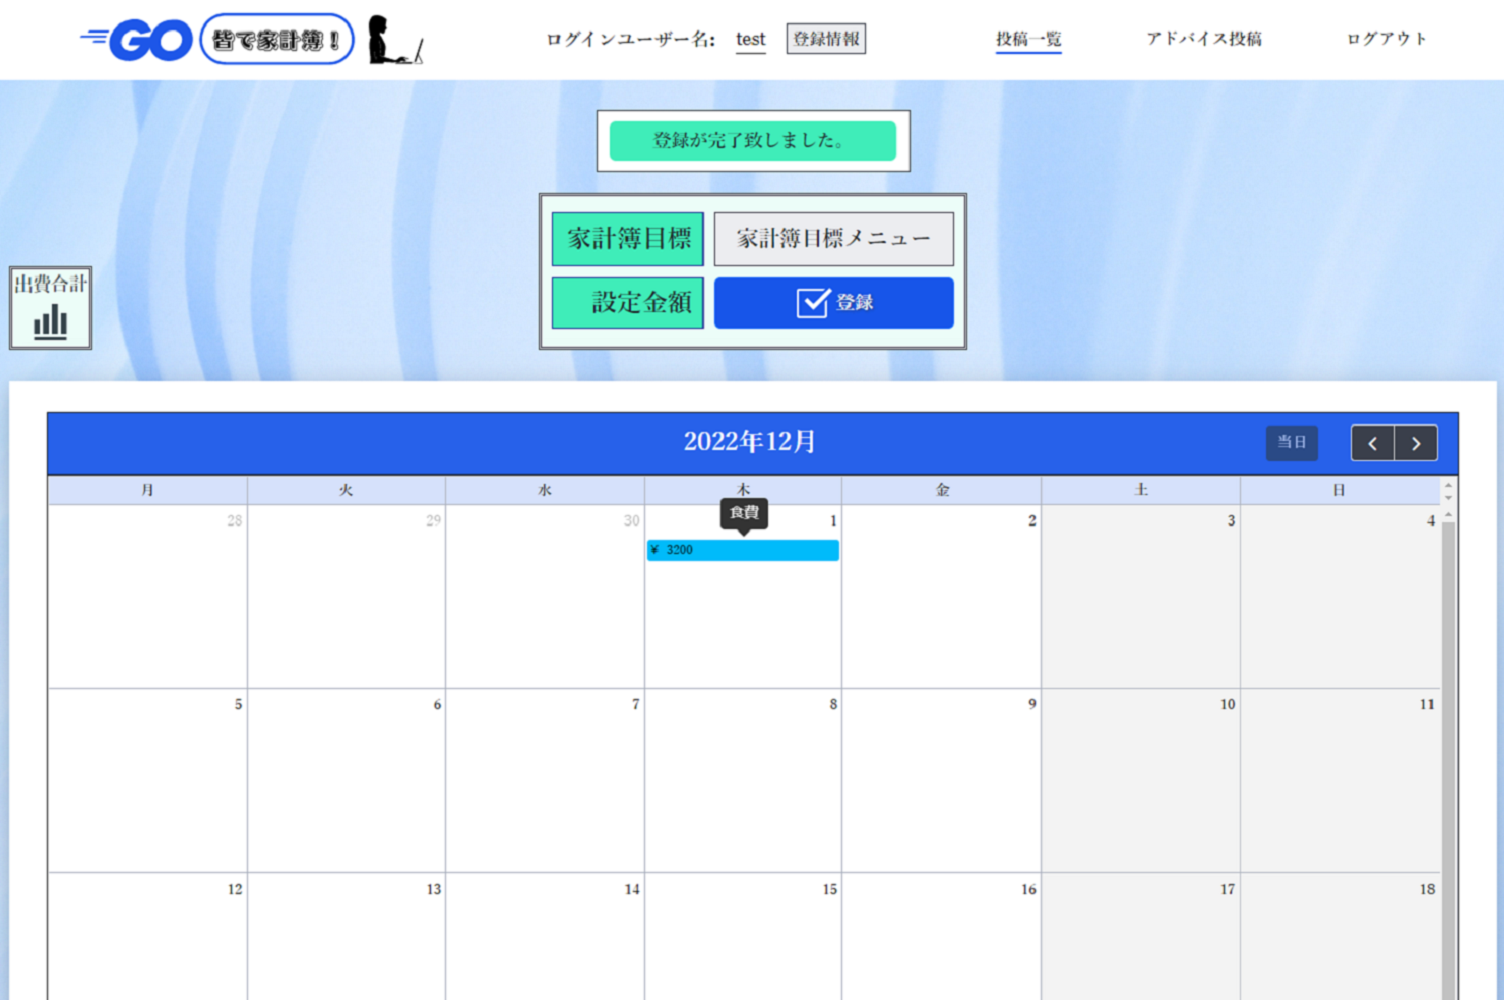 GO 皆で家計簿！
ログインユーザー名: test 登録情報 投稿一覧 アドバイス投稿 ログアウト
登録が完了致しました。
家計簿目標 家計簿目標メニュー
設定金額 登録
出費合計
2022年12月 当日
月 火 水 木 金 土 日
食費
28 29 30 1 2 3 4
¥ 3200
5 6 7 8 9 10 11
12 13 14 15 16 17 18